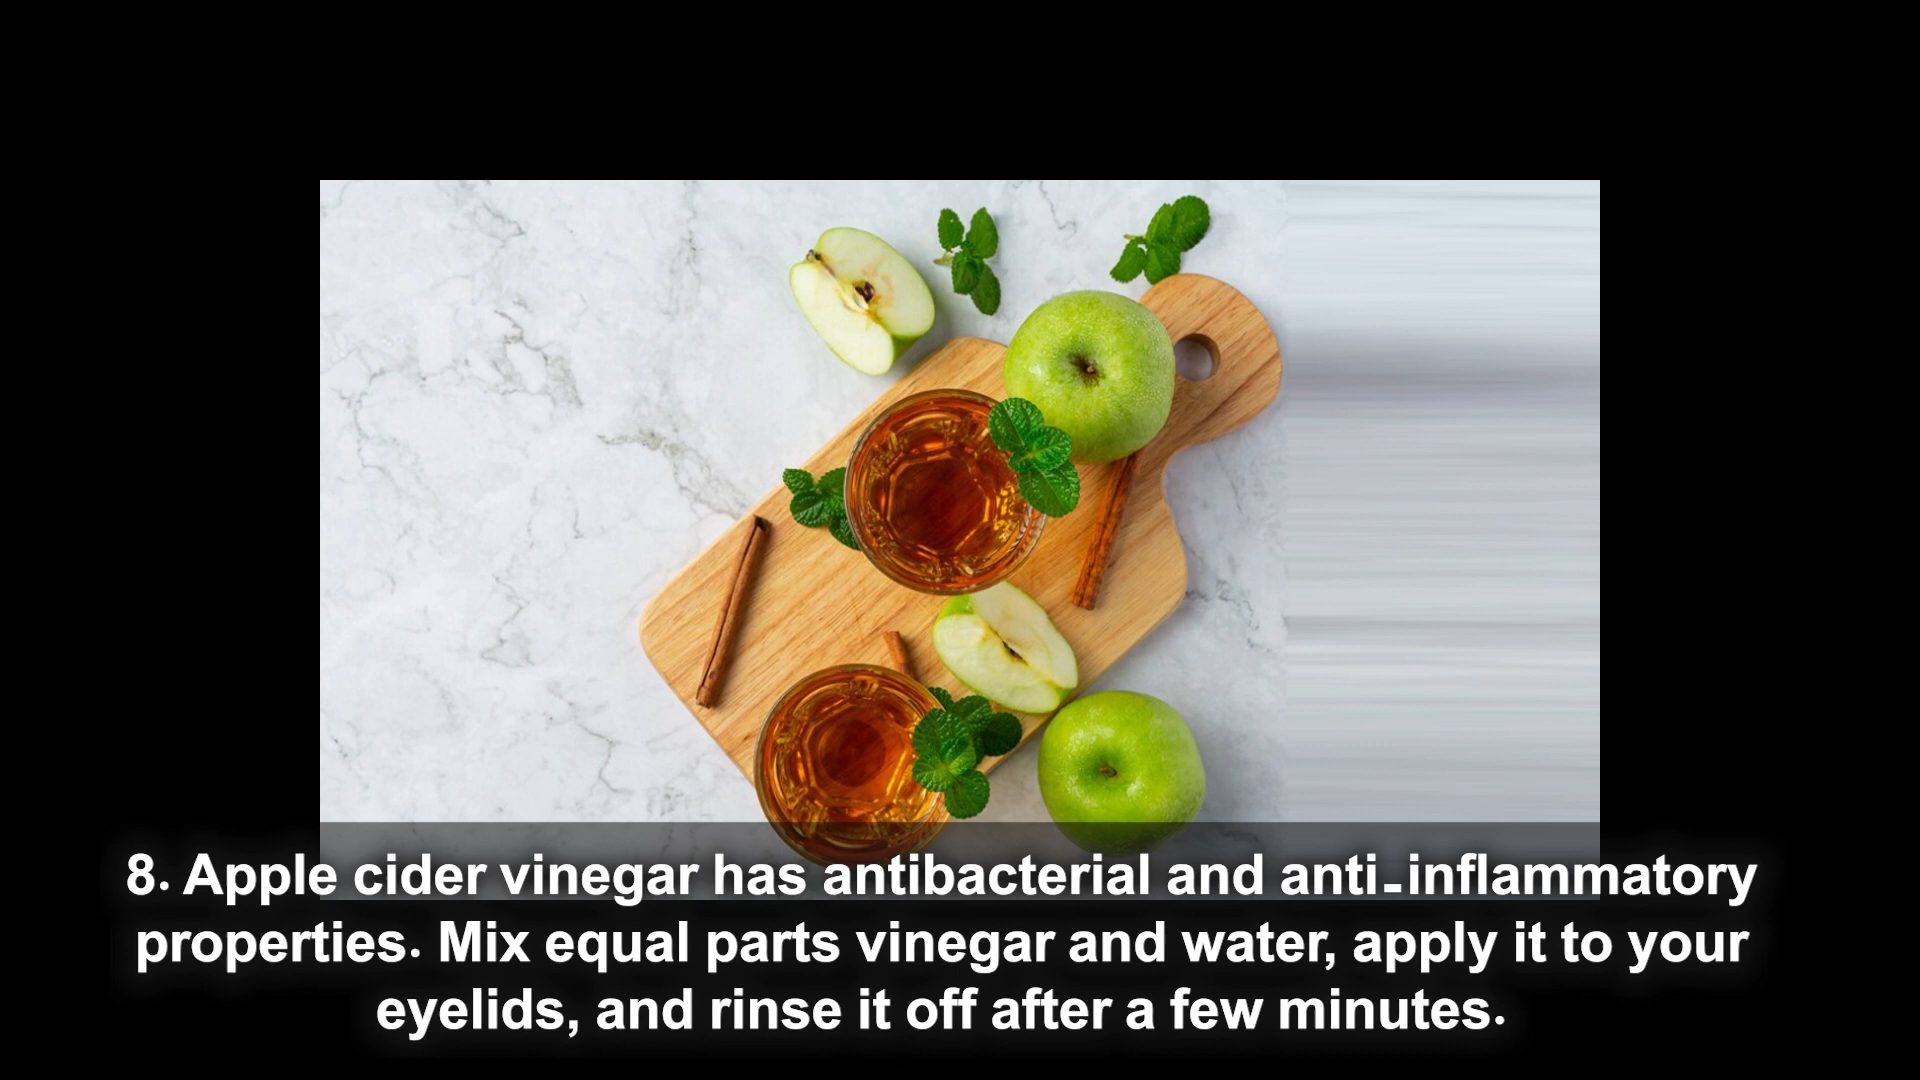 8. Apple cider vinegar has antibacterial and anti-inflammatory
properties. Mix equal parts vinegar and water, apply it to your
eyelids, and rinse it off after a few minutes.